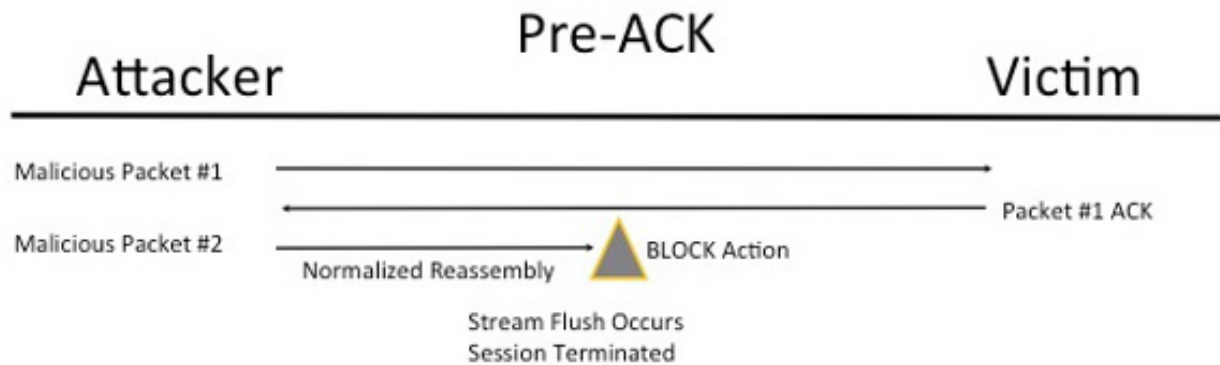 Pre-ACK
Attacker
Victim
Malicious Packet #1
Packet #1 ACK
Malicious Packet #2
BLOCK Action
Normalized Reassembly
Stream Flush Occurs
Session Terminated